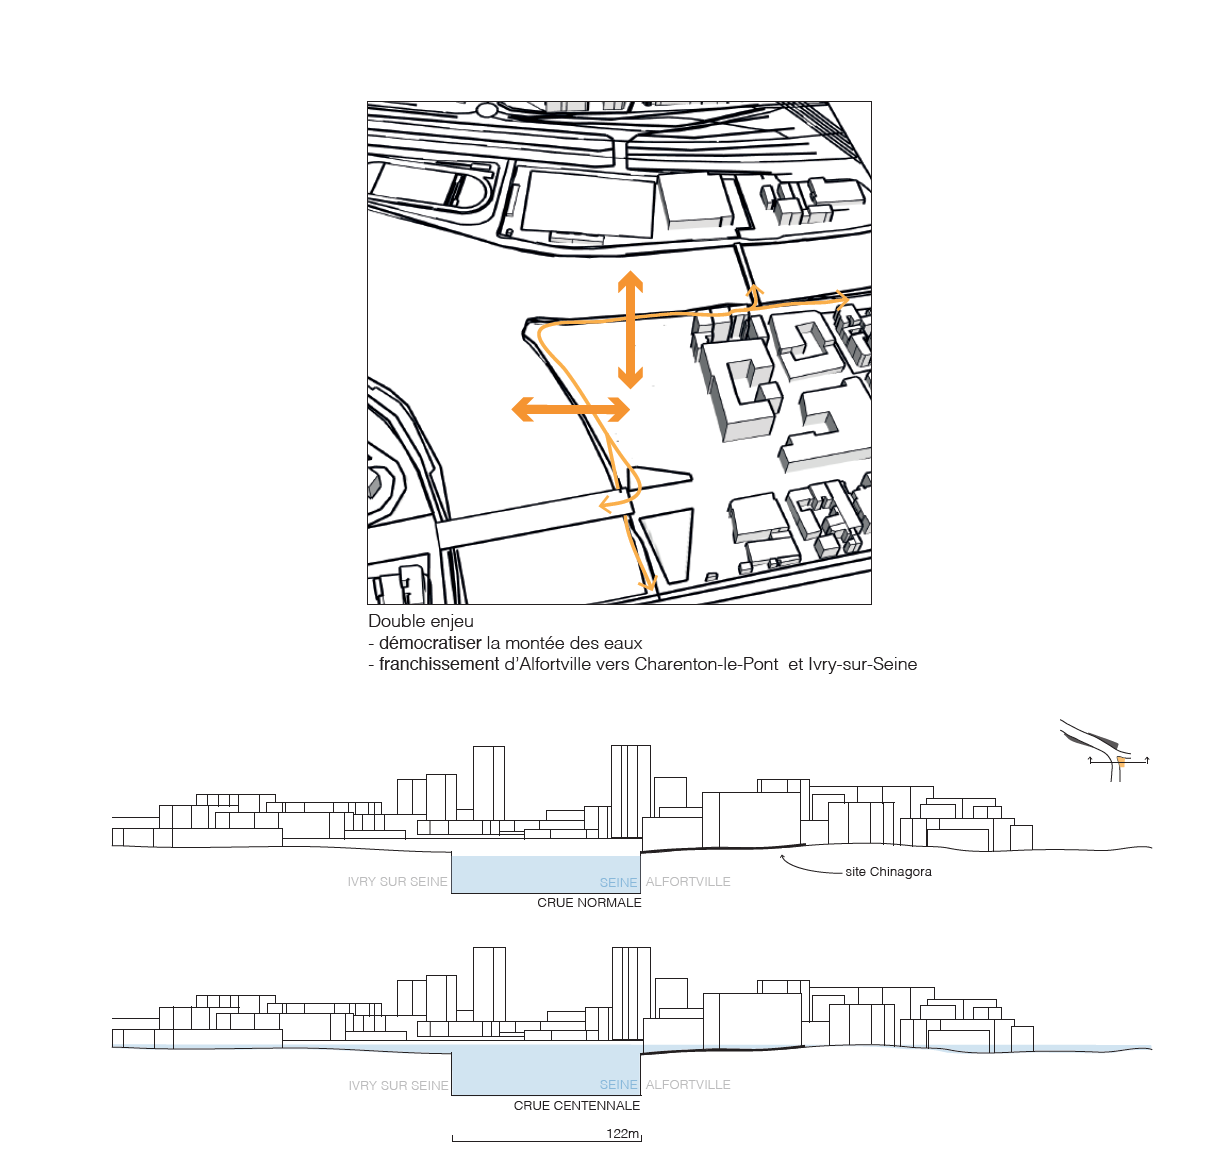 Double enjeu
- démocratiser la montée des eaux
- franchissement d'Alfortville vers Charenton-le-Pont et Ivry-sur-Seine
site Chinagora
IVRY SUR SEINE SEINE ALFORTVILLE
CRUE NORMALE
IVRY SUR SEINE SEINE ALFORTVILLE
CRUE CENTENNALE
122m